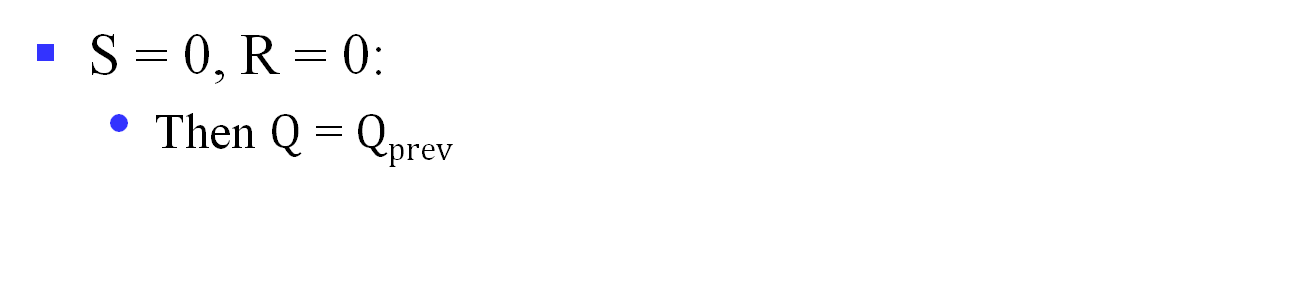 S = 0, R = 0:
Then Q = Qprev